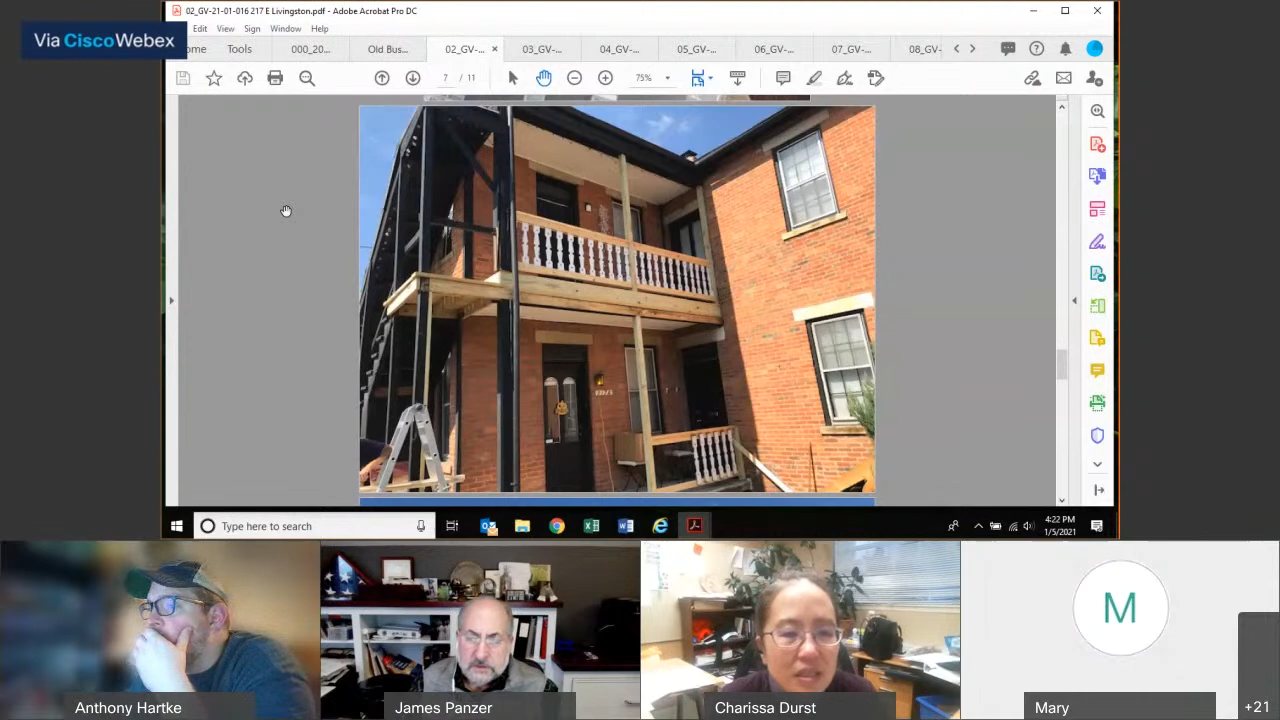 02_GV-21-01-016 217 E Livingston.pdf - Adobe Acrobat Pro DC
Via CiscoWebex
Edit View Sign Window Help
ome Tools 000_20... Old Ba... 02_GV-... × 03_GV-... 04_GV-... 05_GV-... 06_GV-... 07_GV-... 08_GV-
7 / 11 75%
Type here to search
4:22 PM
1/5/2021
M
Anthony Hartke
James Panzer
Charissa Durst
Mary
+21